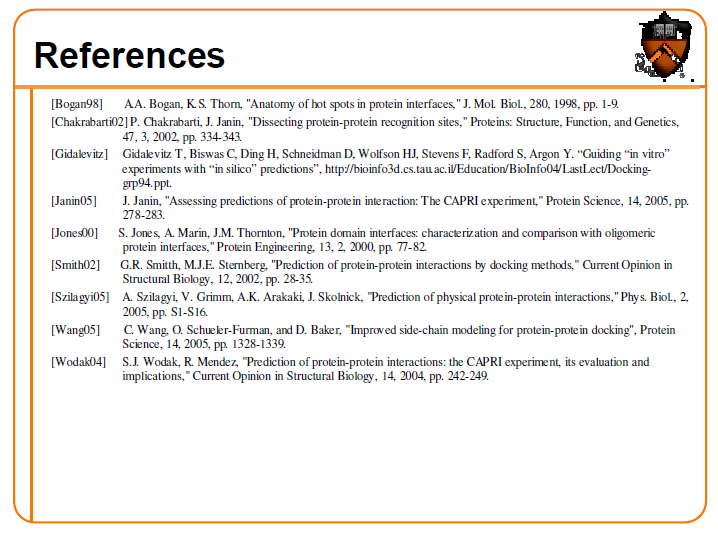 References
[Bogan98] A.A. Bogan, K.S. Thorn, "Anatomy of hot spots in protein interfaces," J. Mol. Biol., 280, 1998, pp. 1-9.
[Chakrabarti02] P. Chakrabarti, J. Janin, "Dissecting protein-protein recognition sites," Proteins: Structure, Function, and Genetics,
47, 3, 2002, pp. 334-343.
[Gidalevitz] Gidalevitz T, Biswas C, Ding H, Schneidman D, Wolfson HJ, Stevens F, Radford S, Argon Y. “Guiding “in vitro”
experiments with “in silico” predictions”, http://bioinfo3d.cs.tau.ac.il/Education/BioInfo04/LastLect/Docking-
grp94.ppt.
[Janin05] J. Janin, "Assessing predictions of protein-protein interaction: The CAPRI experiment," Protein Science, 14, 2005, pp.
278-283.
[Jones00] S. Jones, A. Marin, J.M. Thornton, "Protein domain interfaces: characterization and comparison with oligomeric
protein interfaces," Protein Engineering, 13, 2, 2000, pp. 77-82.
[Smith02] G.R. Smitth, M.J.E. Sternberg, "Prediction of protein-protein interactions by docking methods," Current Opinion in
Structural Biology, 12, 2002, pp. 28-35.
[Szilagyi05] A. Szilagyi, V. Grimm, A.K. Arakaki, J. Skolnick, "Prediction of physical protein-protein interactions," Phys. Biol., 2,
2005, pp. S1-S16.
[Wang05] C. Wang, O. Schueler-Furman, and D. Baker, "Improved side-chain modeling for protein-protein docking", Protein
Science, 14, 2005, pp. 1328-1339.
[Wodak04] S.J. Wodak, R. Mendez, "Prediction of protein-protein interactions: the CAPRI experiment, its evaluation and
implications," Current Opinion in Structural Biology, 14, 2004, pp. 242-249.